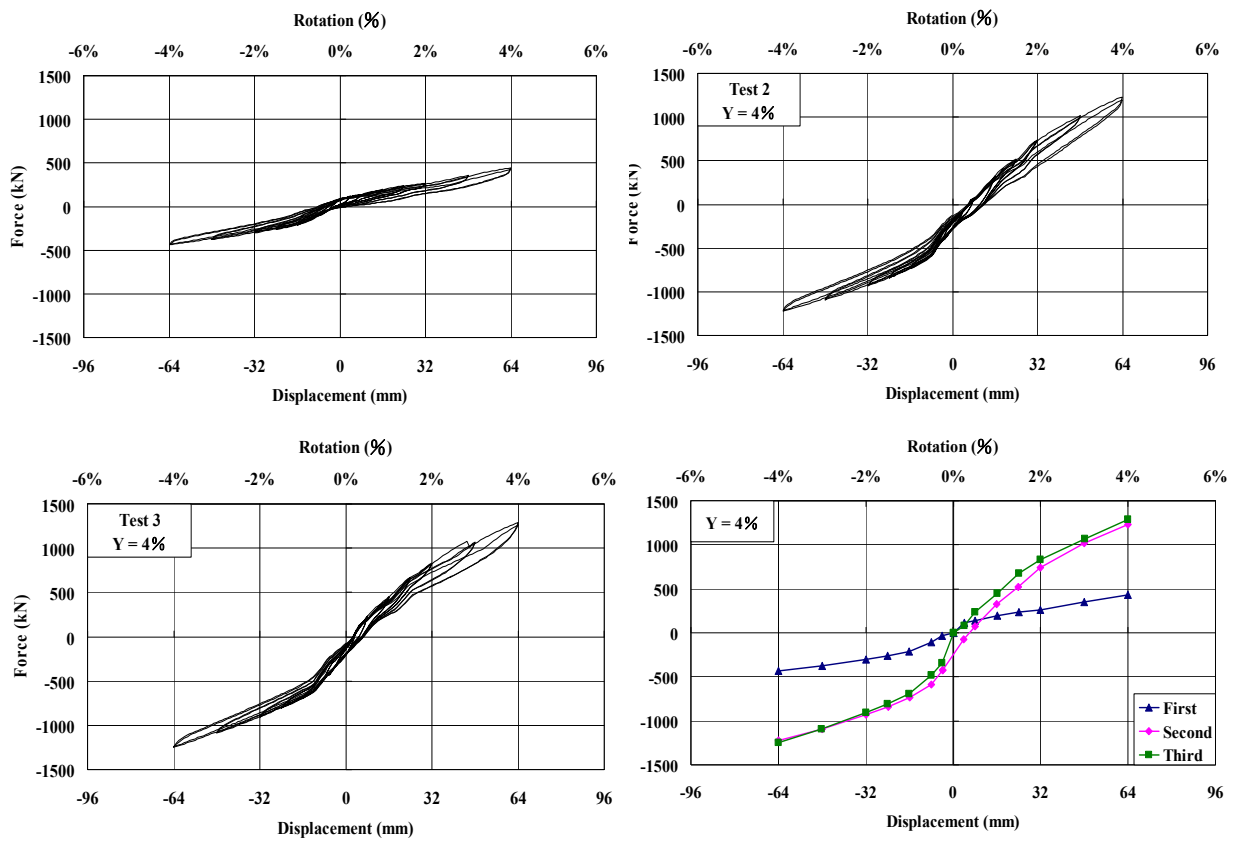 Rotation (%)
-6% -4% -2% 0% 2% 4% 6%
1500
1000
500
0
-500
-1000
-1500
Force (kN)
-96 -64 -32 0 32 64 96
Displacement (mm)
Rotation (%)
-6% -4% -2% 0% 2% 4% 6%
Test 2
Y = 4%
1500
1000
500
0
-500
-1000
-1500
Force (kN)
-96 -64 -32 0 32 64 96
Displacement (mm)
Rotation (%)
-6% -4% -2% 0% 2% 4% 6%
Test 3
Y = 4%
1500
1000
500
0
-500
-1000
-1500
Force (kN)
-96 -64 -32 0 32 64 96
Displacement (mm)
Rotation (%)
-6% -4% -2% 0% 2% 4% 6%
Y = 4%
1500
1000
500
0
-500
-1000
-1500
Force (kN)
First
Second
Third
-96 -64 -32 0 32 64 96
Displacement (mm)